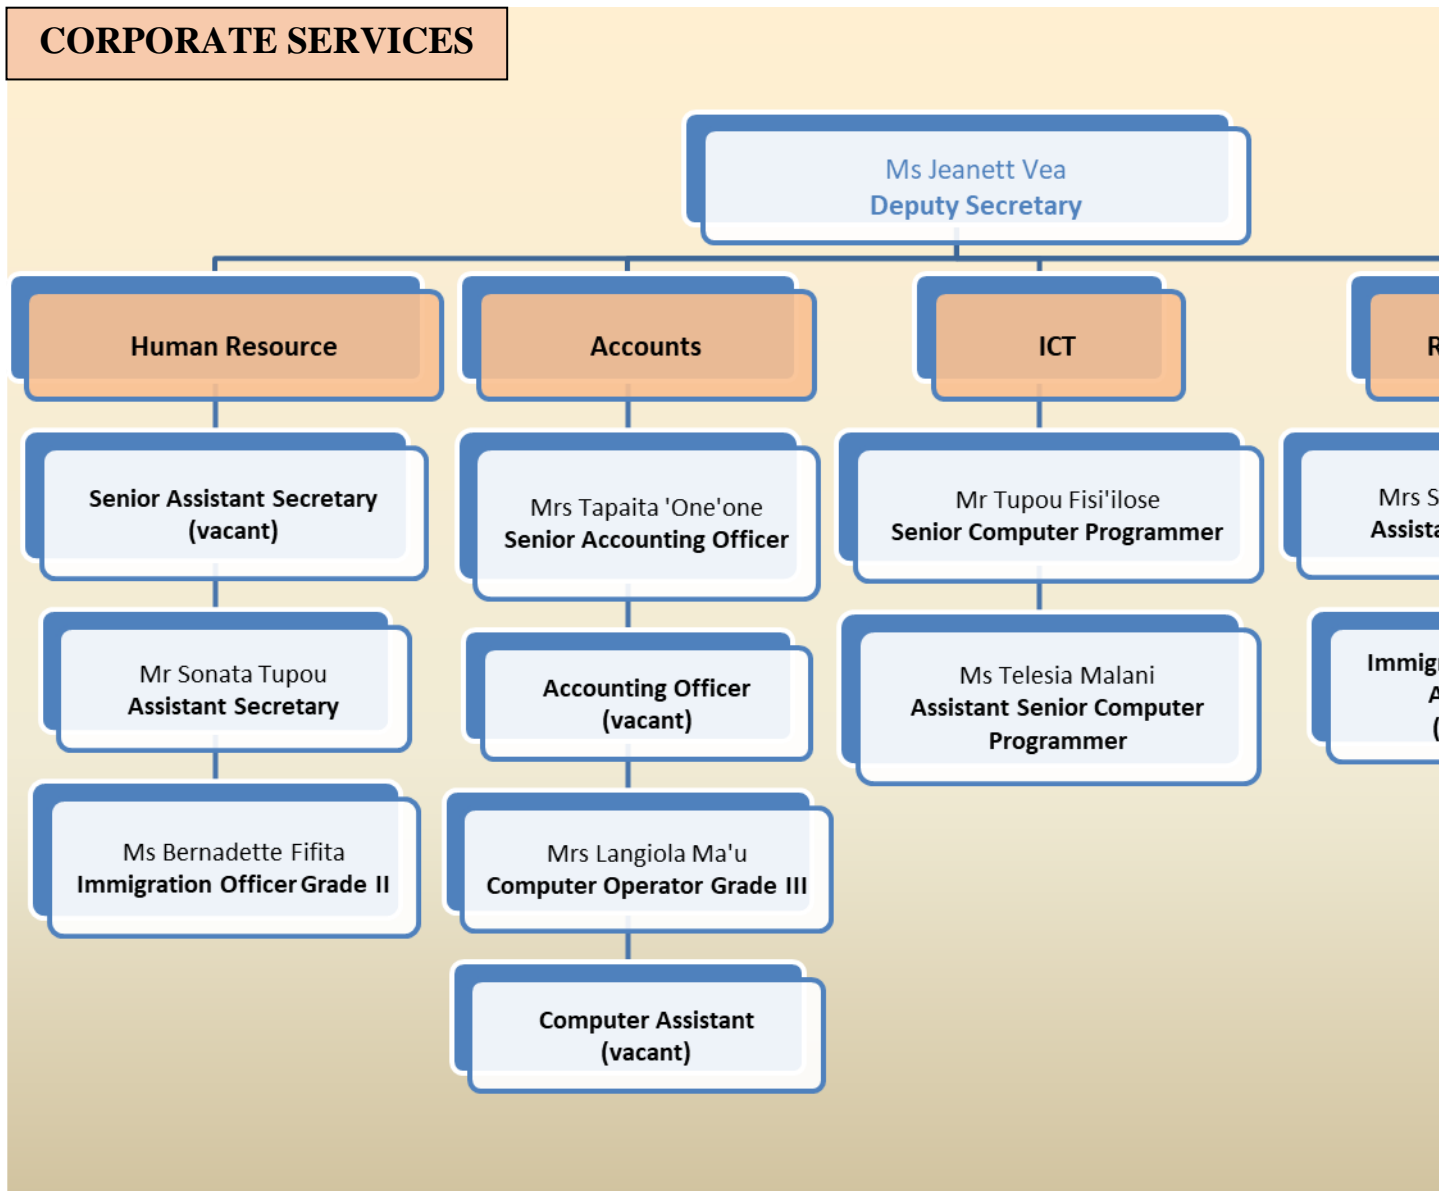 CORPORATE SERVICES
Ms Jeanett Vea
Deputy Secretary
Human Resource
Accounts
ICT
Senior Assistant Secretary
(vacant)
Mr Sonata Tupou
Assistant Secretary
Ms Bernadette Fifita
Immigration Officer Grade II
Mrs Tapaita 'One'one
Senior Accounting Officer
Accounting Officer
(vacant)
Mrs Langiola Ma'u
Computer Operator Grade III
Computer Assistant
(vacant)
Mr Tupou Fisi'ilose
Senior Computer Programmer
Ms Telesia Malani
Assistant Senior Computer
Programmer
Mrs